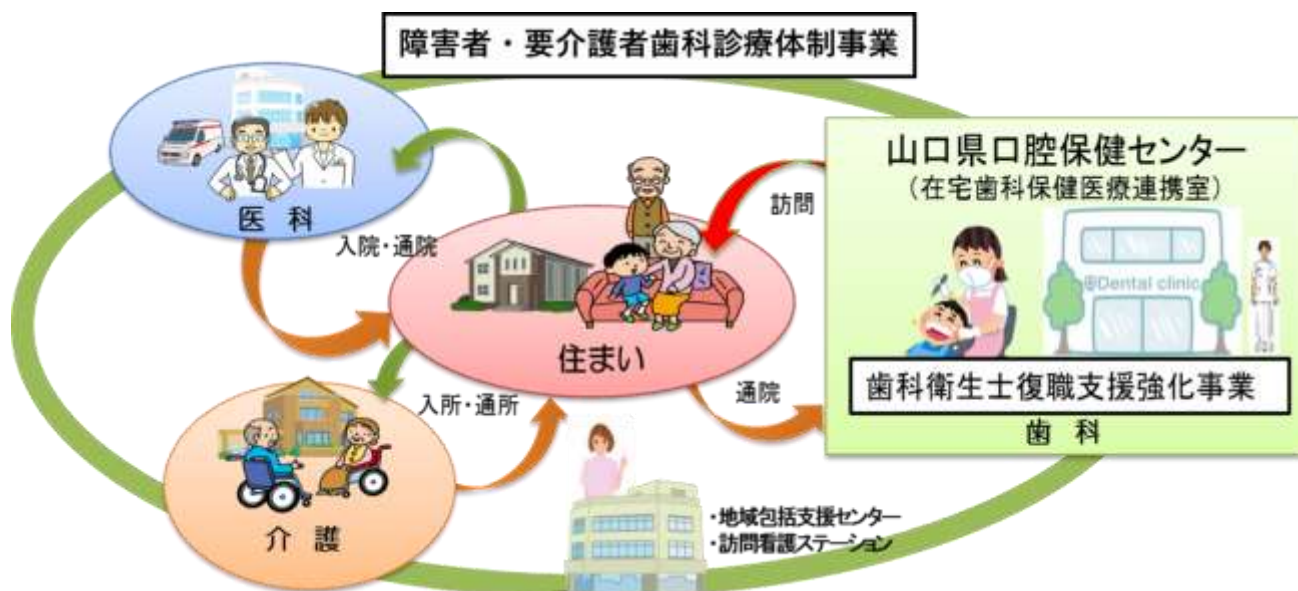 障害者・要介護者歯科診療体制事業
医 科
入院・通院
住まい
訪問
山口県口腔保健センター
（在宅歯科保健医療連携室）
Dental clinic
歯科衛生士復職支援強化事業
歯 科
通院
入所・通所
介 護
・地域包括支援センター
・訪問看護ステーション